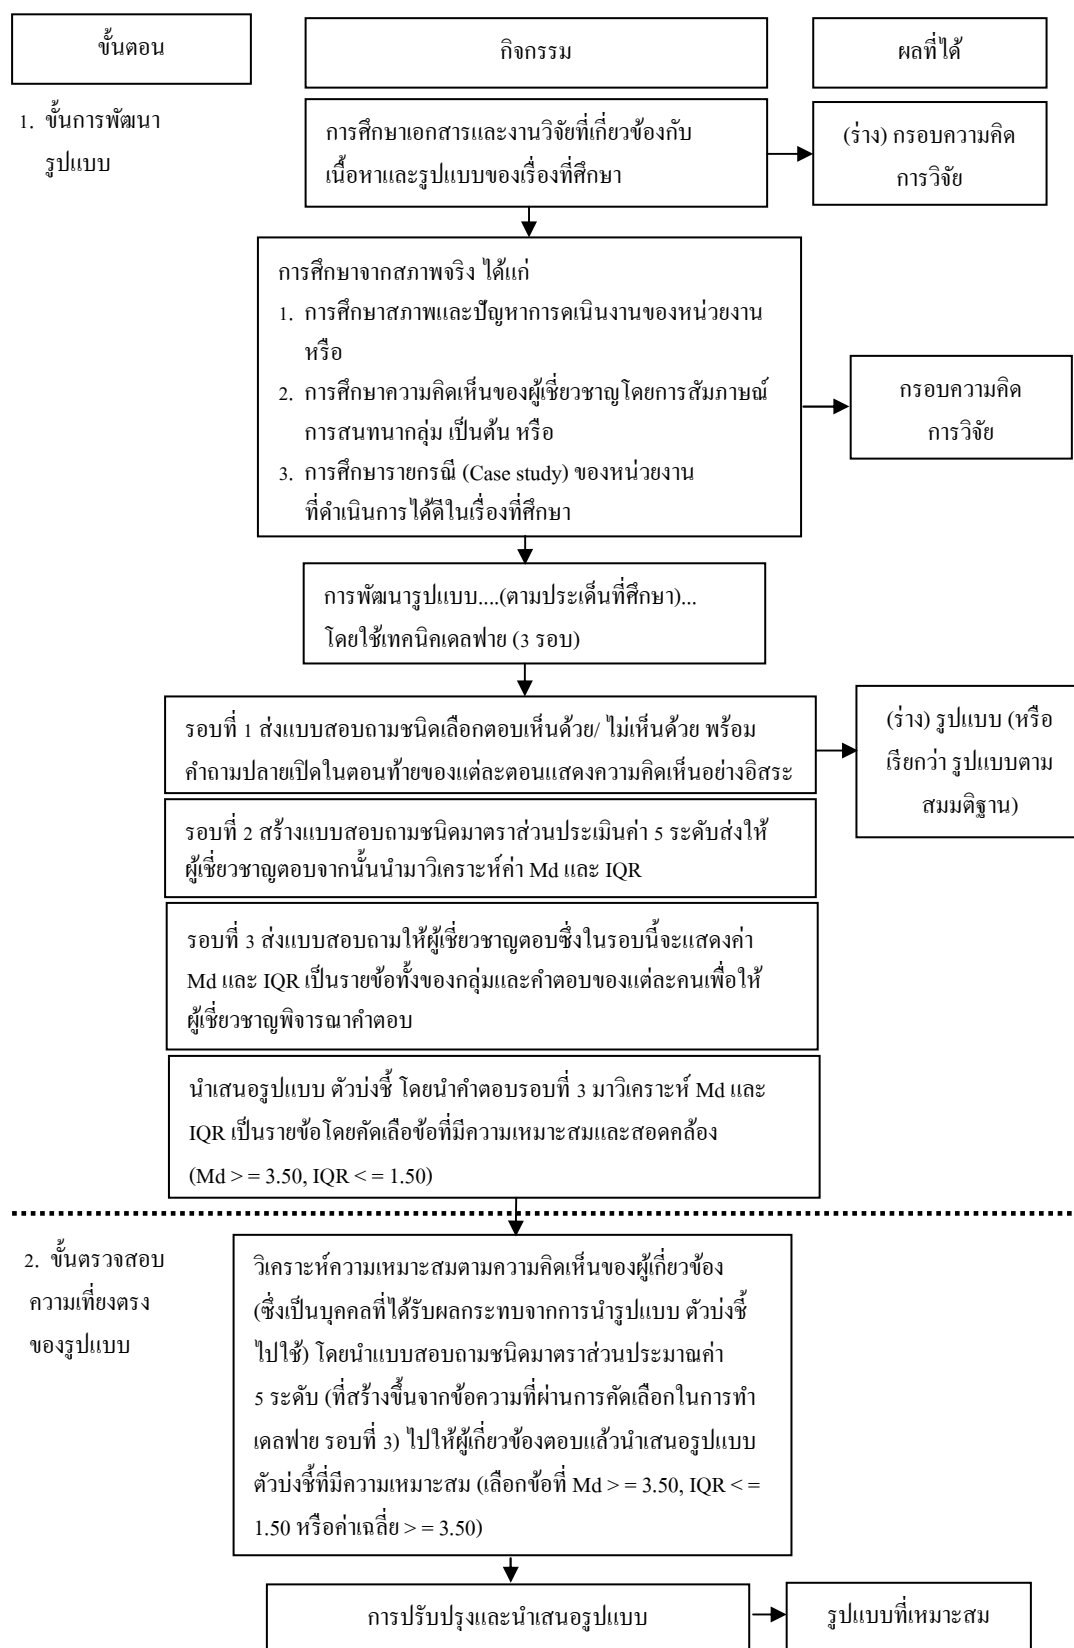 ขั้นตอน
กิจกรรม
ผลที่ได้
1. ขั้นการพัฒนา
รูปแบบ
การศึกษาเอกสารและงานวิจัยที่เกี่ยวข้องกับ
เนื้อหาและรูปแบบของเรื่องที่ศึกษา
(ร่าง) กรอบความคิด
การวิจัย
การศึกษาจากสภาพจริง ได้แก่
1. การศึกษาสภาพและปัญหาการดเนินงานของหน่วยงาน
หรือ
2. การศึกษาความคิดเห็นของผู้เชี่ยวชาญโดยการสัมภาษณ์
การสนทนากลุ่ม เป็นต้น หรือ
3. การศึกษารายกรณี (Case study) ของหน่วยงาน
ที่ดำเนินการได้ดีในเรื่องที่ศึกษา
กรอบความคิด
การวิจัย
การพัฒนารูปแบบ....(ตามประเด็นที่ศึกษา)...
โดยใช้เทคนิคเดลฟาย (3 รอบ)
รอบที่ 1 ส่งแบบสอบถามชนิดเลือกตอบเห็นด้วย/ ไม่เห็นด้วย พร้อม
คำถามปลายเปิดในตอนท้ายของแต่ละตอนแสดงความคิดเห็นอย่างอิสระ
(ร่าง) รูปแบบ (หรือ
เรียกว่า รูปแบบตาม
สมมติฐาน)
รอบที่ 2 สร้างแบบสอบถามชนิดมาตราส่วนประเมินค่า 5 ระดับส่งให้
ผู้เชี่ยวชาญตอบจากนั้นนำมาวิเคราะห์ค่า Md และ IQR
รอบที่ 3 ส่งแบบสอบถามให้ผู้เชี่ยวชาญตอบซึ่งในรอบนี้จะแสดงค่า
Md และ IQR เป็นรายข้อทั้งของกลุ่มและคำตอบของแต่ละคนเพื่อให้
ผู้เชี่ยวชาญพิจารณาคำตอบ
นำเสนอรูปแบบ ตัวบ่งชี้ โดยนำคำตอบรอบที่ 3 มาวิเคราะห์ Md และ
IQR เป็นรายข้อโดยคัดเลือข้อที่มีความเหมาะสมและสอดคล้อง
(Md > = 3.50, IQR < = 1.50)
2. ขั้นตรวจสอบ
ความเที่ยงตรง
ของรูปแบบ
วิเคราะห์ความเหมาะสมตามความคิดเห็นของผู้เกี่ยวข้อง
(ซึ่งเป็นบุคคลที่ได้รับผลกระทบจากการนำรูปแบบ ตัวบ่งชี้
ไปใช้) โดยนำแบบสอบถามชนิดมาตราส่วนประมาณค่า
5 ระดับ (ที่สร้างขึ้นจากข้อความที่ผ่านการคัดเลือกในการทำ
เดลฟาย รอบที่ 3) ไปให้ผู้เกี่ยวข้องตอบแล้วนำเสนอรูปแบบ
ตัวบ่งชี้ที่มีความเหมาะสม (เลือกข้อที่ Md > = 3.50, IQR < =
1.50 หรือค่าเฉลี่ย > = 3.50)
การปรับปรุงและนำเสนอรูปแบบ
รูปแบบที่เหมาะสม